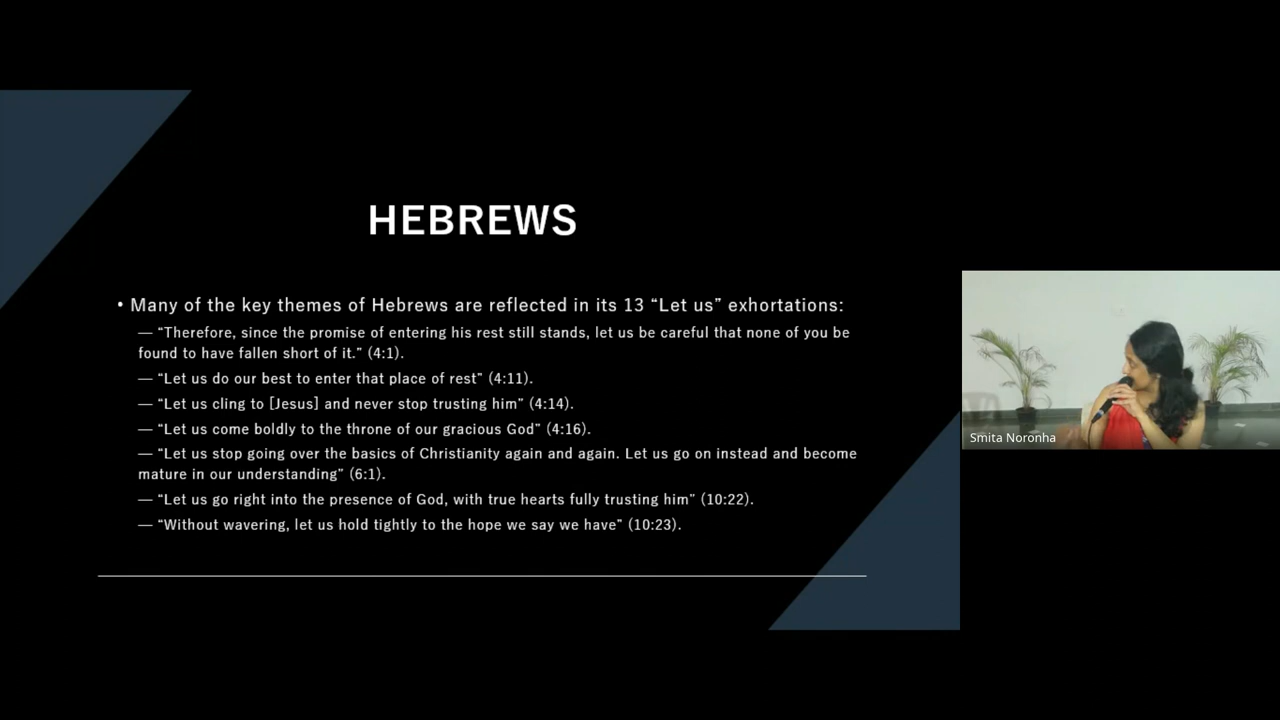 HEBREWS
• Many of the key themes of Hebrews are reflected in its 13 “Let us” exhortations:
— “Therefore, since the promise of entering his rest still stands, let us be careful that none of you be
found to have fallen short of it.” (4:1).
— “Let us do our best to enter that place of rest” (4:11).
— “Let us cling to [Jesus] and never stop trusting him” (4:14).
— “Let us come boldly to the throne of our gracious God” (4:16).
— “Let us stop going over the basics of Christianity again and again. Let us go on instead and become
mature in our understanding” (6:1).
— “Let us go right into the presence of God, with true hearts fully trusting him” (10:22).
— “Without wavering, let us hold tightly to the hope we say we have” (10:23).
Smita Noronha